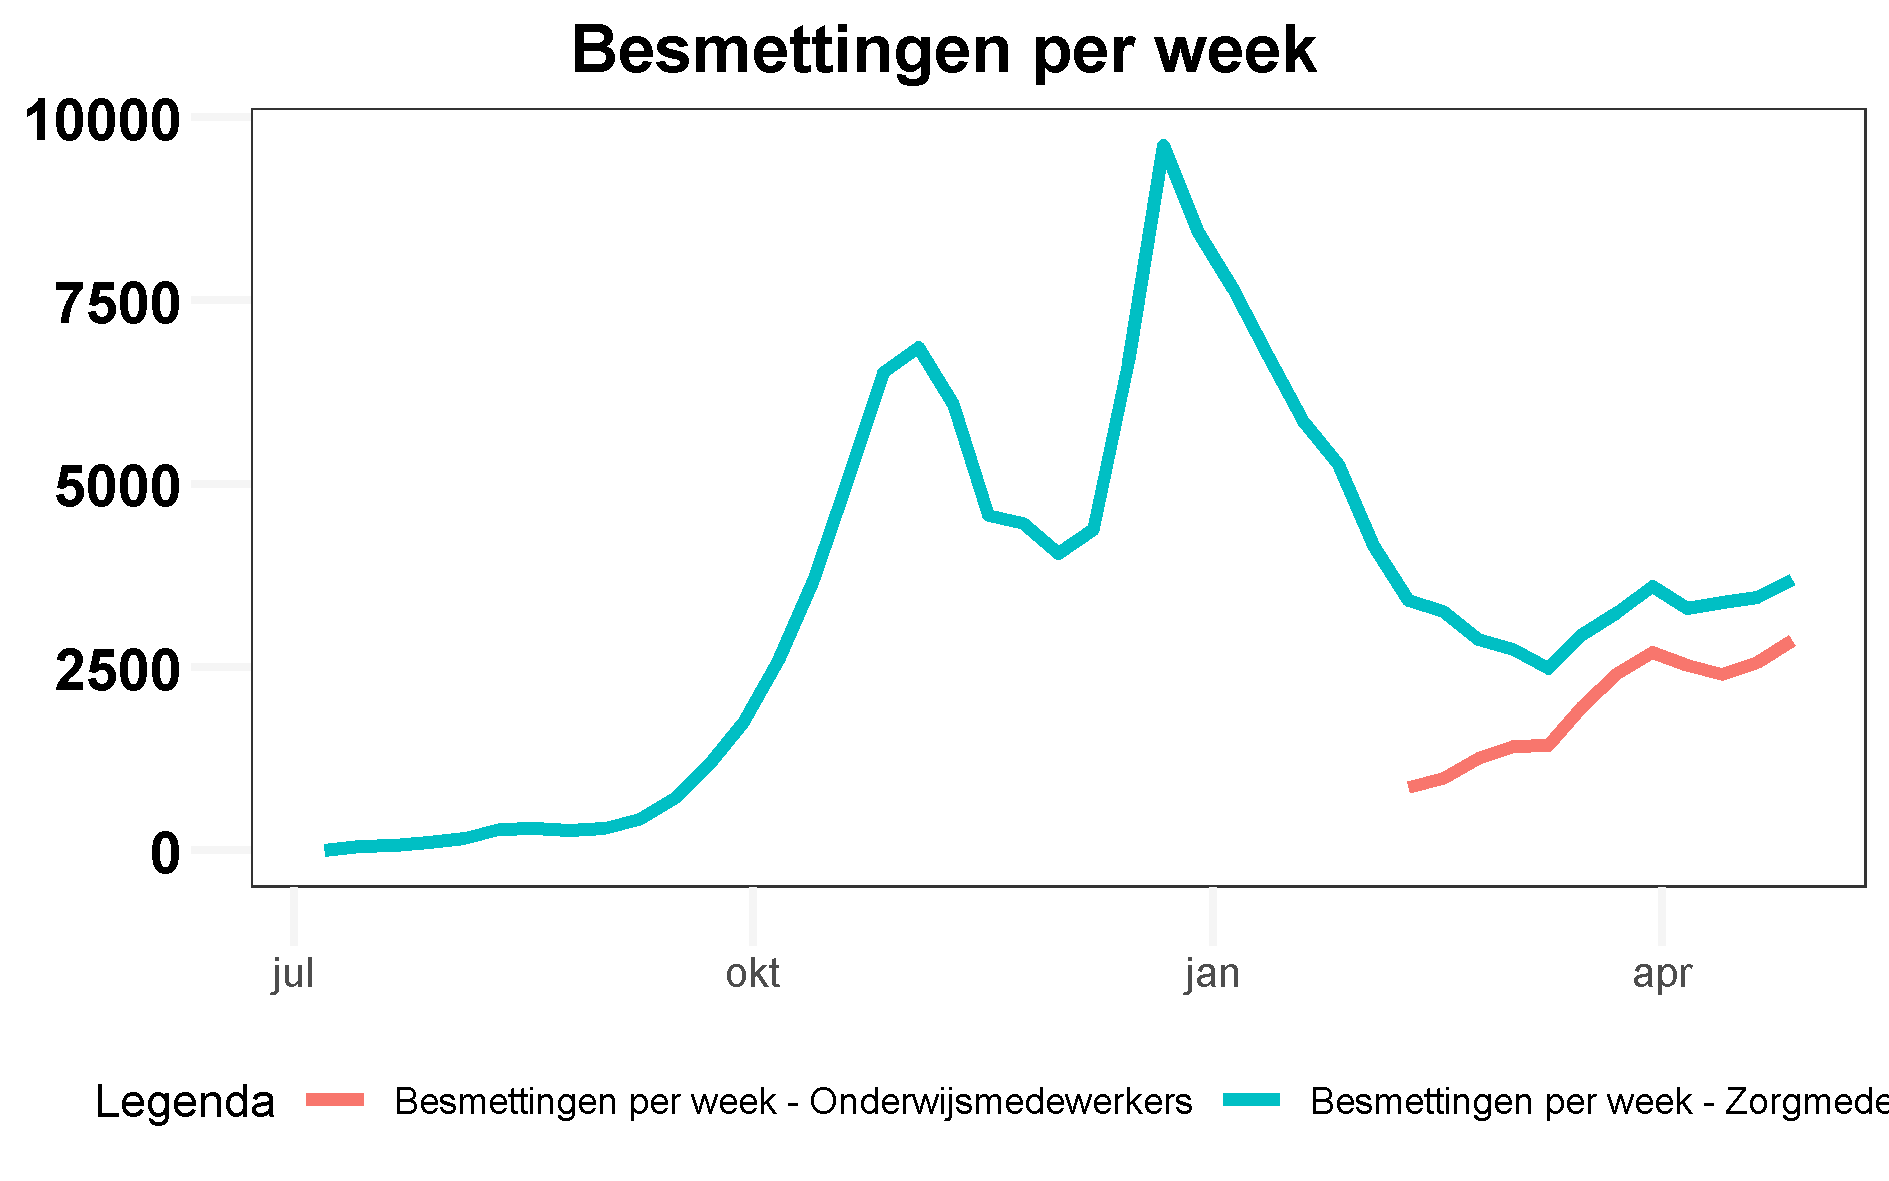 Besmettingen per week
10000
7500
5000
2500
0
jul okt jan apr
Legenda Besmettingen per week - Onderwijsmedewerkers Besmettingen per week - Zorgmede